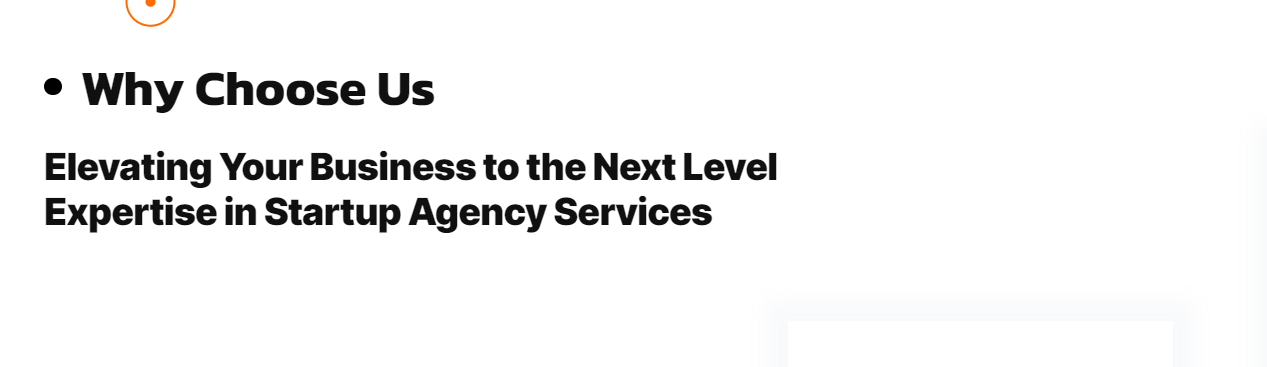 Why Choose Us
Elevating Your Business to the Next Level
Expertise in Startup Agency Services